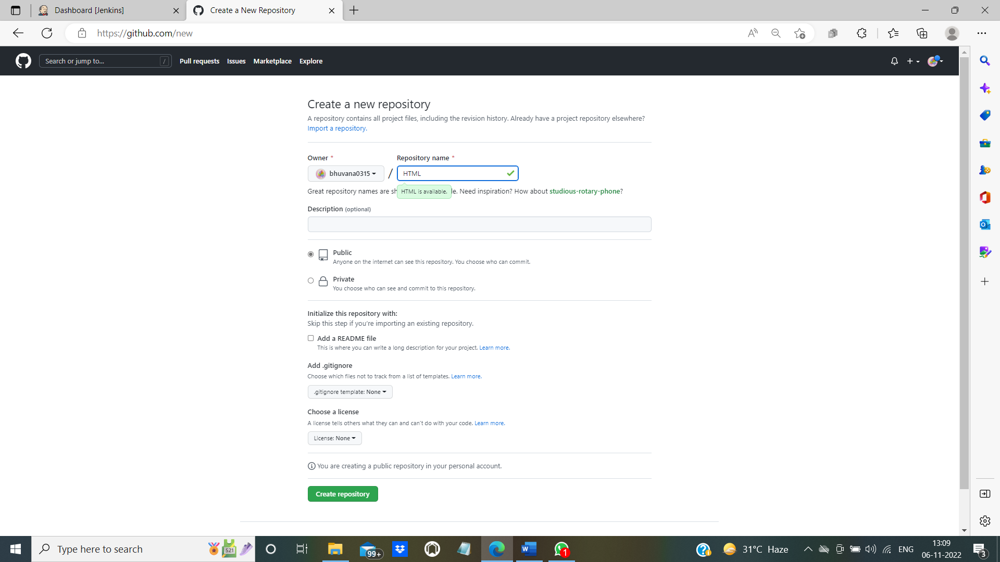 Dashboard [Jenkins]
Create a New Repository
https://github.com/new
Search or jump to...
/
Pull requests
Issues
Marketplace
Explore
Create a new repository
A repository contains all project files, including the revision history. Already have a project repository elsewhere?
Import a repository.
Owner *
Repository name *
bhuvana0315
/
HTML
Great repository names are sh
HTML is available.
le. Need inspiration? How about studious-rotary-phone?
Description (optional)
Public
Anyone on the internet can see this repository. You choose who can commit.
Private
You choose who can see and commit to this repository.
Initialize this repository with:
Skip this step if you're importing an existing repository.
Add a README file
This is where you can write a long description for your project. Learn more.
Add .gitignore
Choose which files not to track from a list of templates. Learn more.
.gitignore template: None
Choose a license
A license tells others what they can and can't do with your code. Learn more.
License: None
You are creating a public repository in your personal account.
Create repository
Type here to search
521
99+
W
1
31°C Haze
ENG
13:09
06-11-2022
3